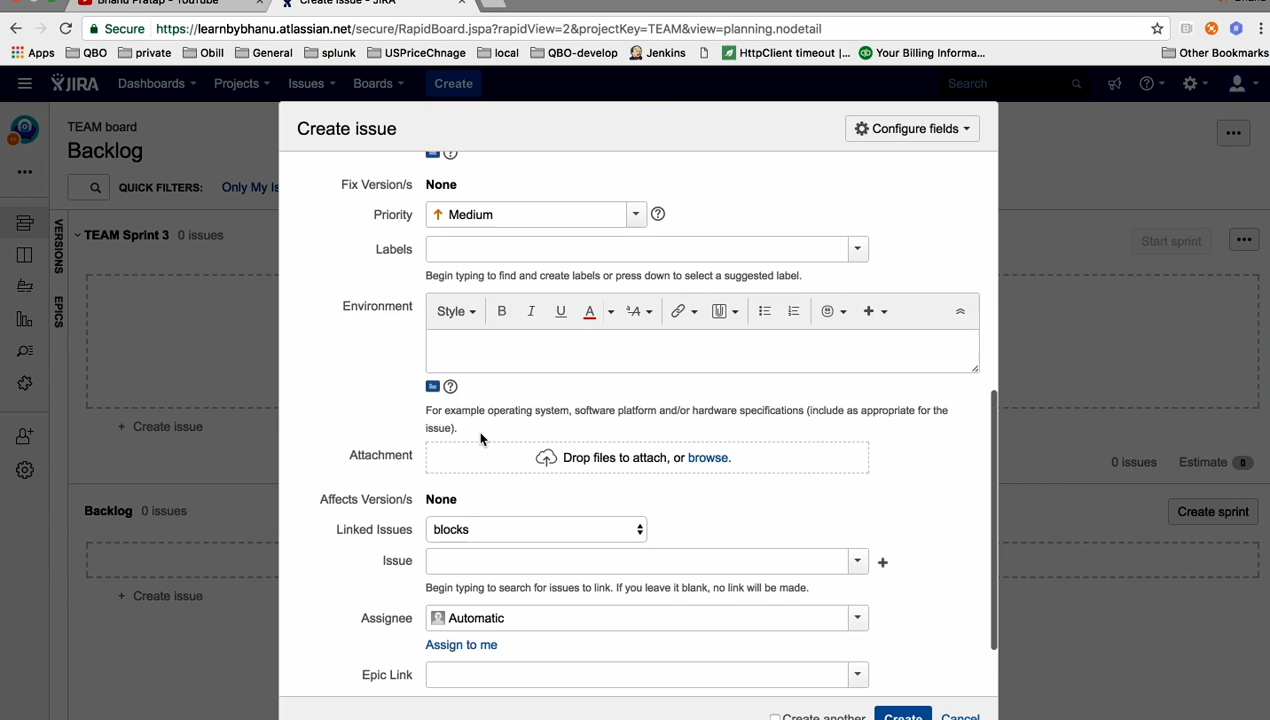 Bhanu Pratap - YouTube
Create Issue - JIRA
Secure https://learnbybhanu.atlassian.net/secure/RapidBoard.jspa?rapidView=2&projectKey=TEAM&view=planning.nodetail
Apps QBO private Obill General splunk USPriceChnage local QBO-develop Jenkins HttpClient timeout |... Your Billing Informa... Other Bookmarks
JIRA Dashboards Projects Issues Boards Create Search
TEAM board
Backlog
QUICK FILTERS: Only My Is
VERSIONS
EPICS
TEAM Sprint 3 0 issues
Start sprint
+ Create issue
0 issues Estimate 0
Backlog 0 issues
Create sprint
+ Create issue
Create issue
Configure fields
Fix Version/s None
Priority Medium
Labels
Begin typing to find and create labels or press down to select a suggested label.
Environment
Style B I U A
For example operating system, software platform and/or hardware specifications (include as appropriate for the
issue).
Attachment Drop files to attach, or browse.
Affects Version/s None
Linked Issues blocks
Issue
Begin typing to search for issues to link. If you leave it blank, no link will be made.
Assignee Automatic
Assign to me
Epic Link
Create another Create Cancel